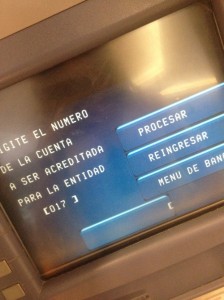 IGITE EL NUMERO
DE LA CUENTA
A SER ACREDITADA
PARA LA ENTIDAD
[017 ]
PROCESAR
REINGRESAR
MENU DE BAN
[